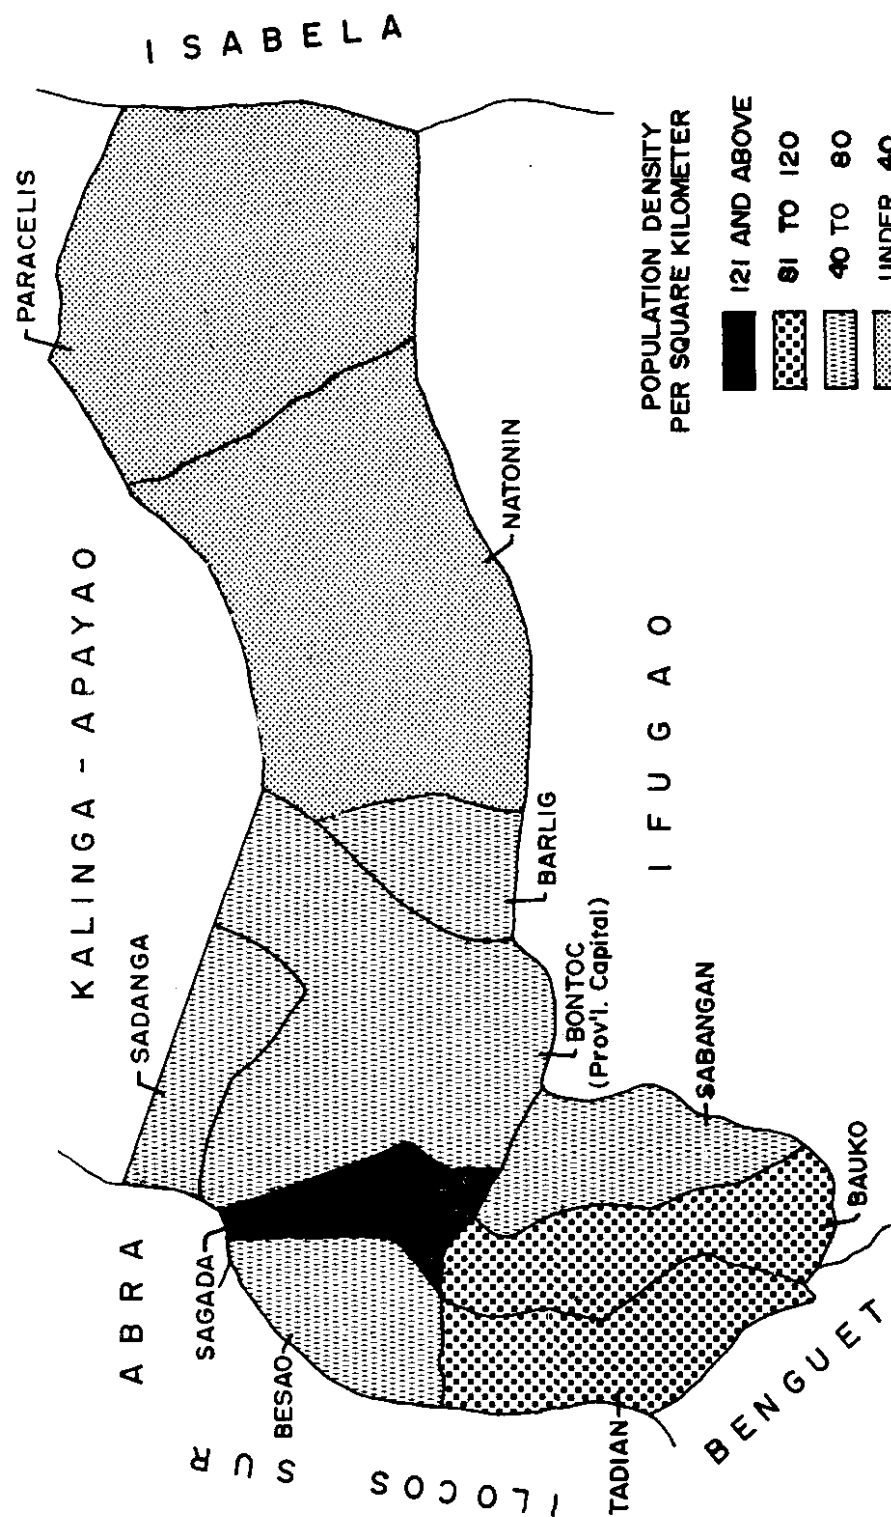 KALINGA - APAYAO
ISABELA
PARACELIS
SADANGA
ABRA
SAGADA
BESAO
ILOCOS SUR
NATONIN
BARLIG
BONTOC
(Prov'l. Capital)
IFUGAO
SABANGAN
BAUKO
TADIAN
BENGUET
POPULATION DENSITY
PER SQUARE KILOMETER
121 AND ABOVE
81 TO 120
40 TO 80
UNDER 40